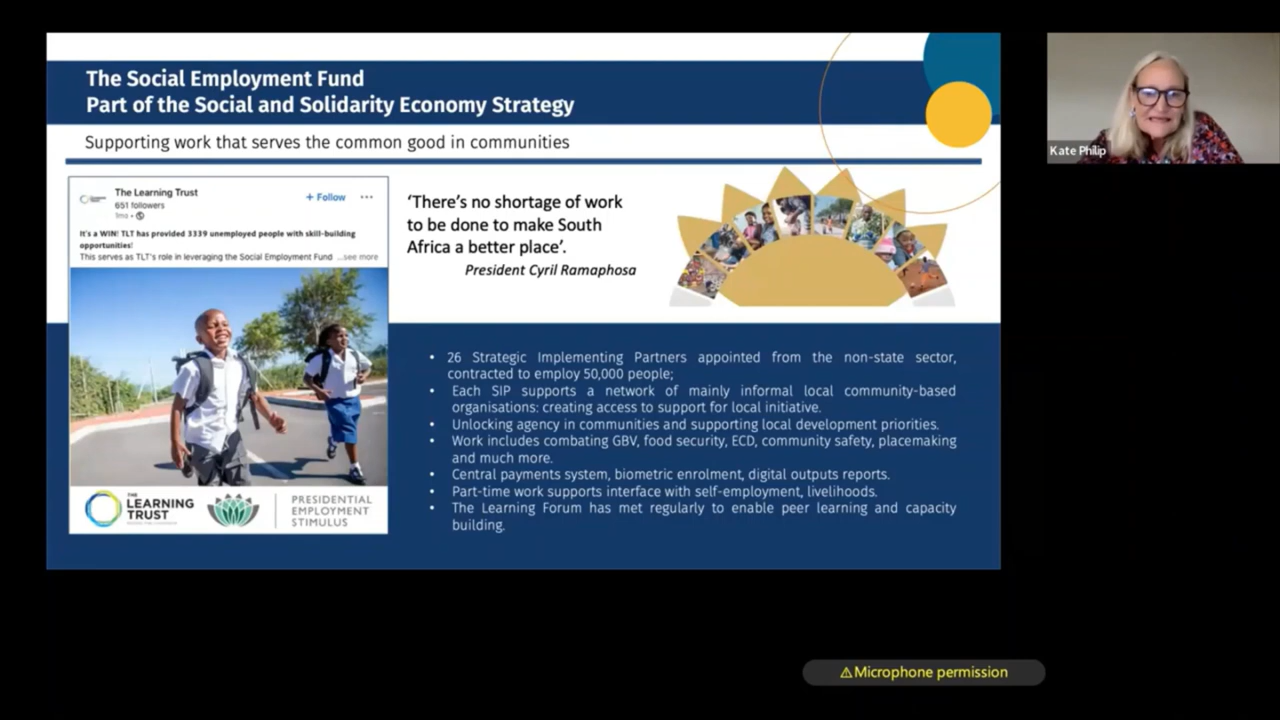 The Social Employment Fund
Part of the Social and Solidarity Economy Strategy
Supporting work that serves the common good in communities
The Learning Trust
651 followers
1mo •
+ Follow
It's a WIN! TLT has provided 3339 unemployed people with skill-building
opportunities!
This serves as TLT's role in leveraging the Social Employment Fund ...see more
THE
LEARNING
TRUST
PRESIDENTIAL
EMPLOYMENT
STIMULUS
‘There’s no shortage of work
to be done to make South
Africa a better place’.
President Cyril Ramaphosa
• 26 Strategic Implementing Partners appointed from the non-state sector,
contracted to employ 50,000 people;
• Each SIP supports a network of mainly informal local community-based
organisations: creating access to support for local initiative.
• Unlocking agency in communities and supporting local development priorities.
• Work includes combating GBV, food security, ECD, community safety, placemaking
and much more.
• Central payments system, biometric enrolment, digital outputs reports.
• Part-time work supports interface with self-employment, livelihoods.
• The Learning Forum has met regularly to enable peer learning and capacity
building.
Kate Philip
⚠Microphone permission